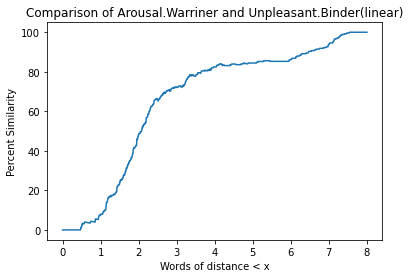 Comparison of Arousal.Warriner and Unpleasant.Binder(linear)
100
80
60
40
20
0
Percent Similarity
0 1 2 3 4 5 6 7 8
Words of distance < x